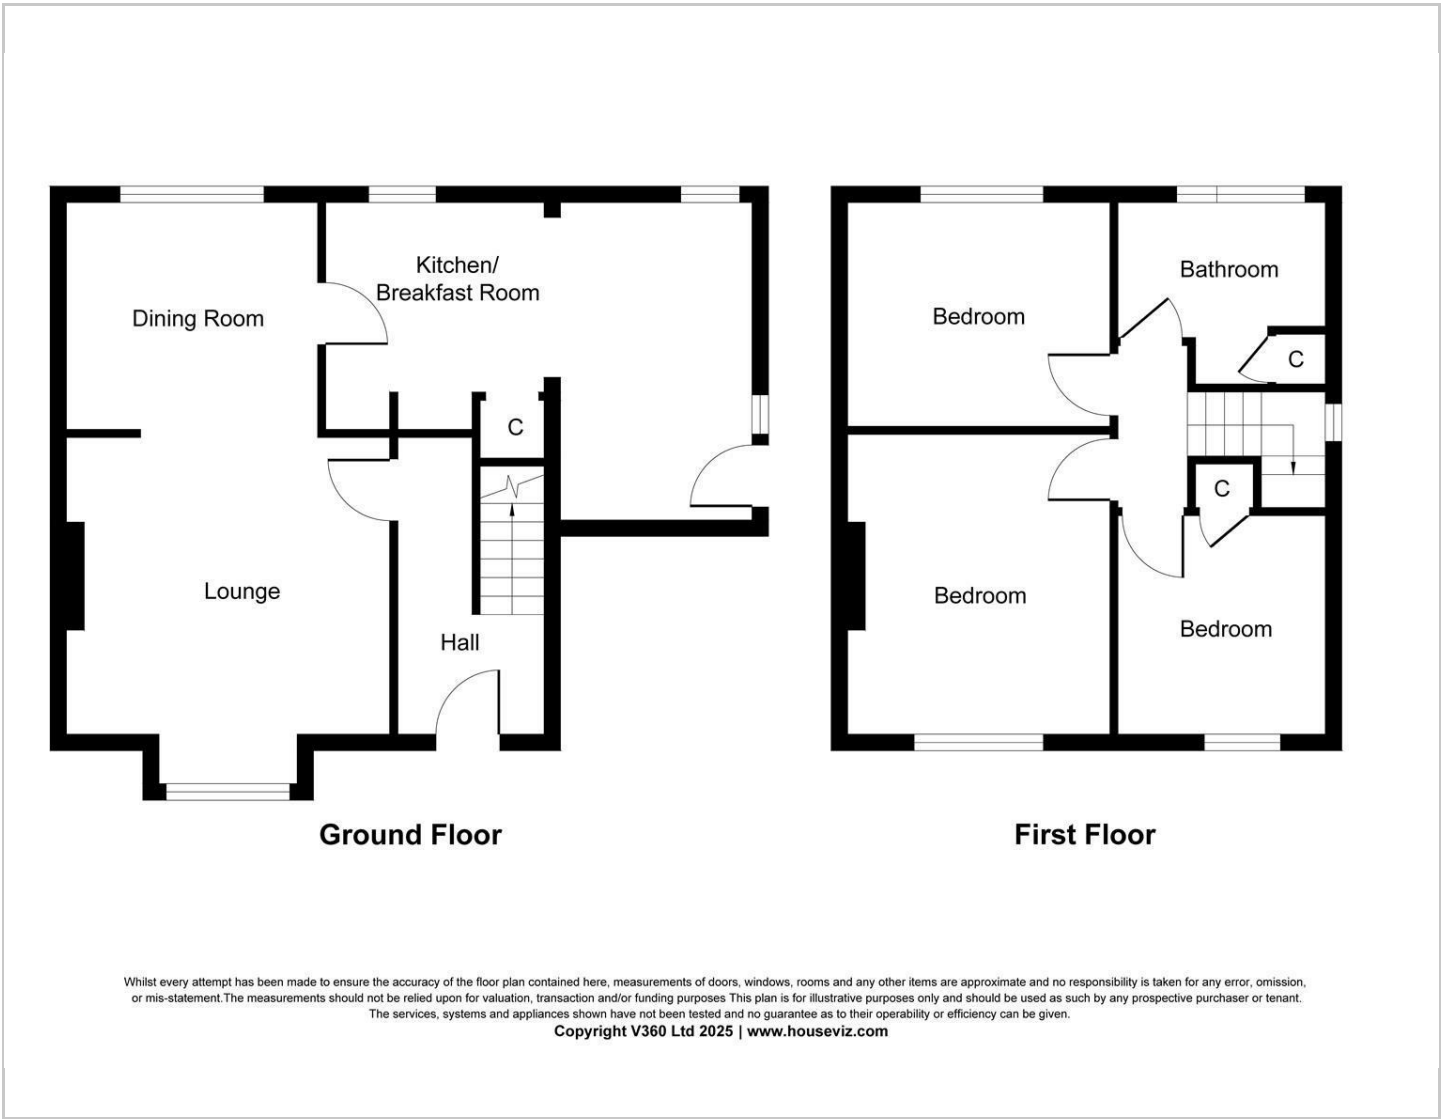 Kitchen/
Breakfast Room
Dining Room
C
Lounge
Hall
Ground Floor
Bathroom
Bedroom
C
C
Bedroom
Bedroom
First Floor
Whilst every attempt has been made to ensure the accuracy of the floor plan contained here, measurements of doors, windows, rooms and any other items are approximate and no responsibility is taken for any error, omission,
or mis-statement.The measurements should not be relied upon for valuation, transaction and/or funding purposes This plan is for illustrative purposes only and should be used as such by any prospective purchaser or tenant.
The services, systems and appliances shown have not been tested and no guarantee as to their operability or efficiency can be given.
Copyright V360 Ltd 2025 | www.houseviz.com